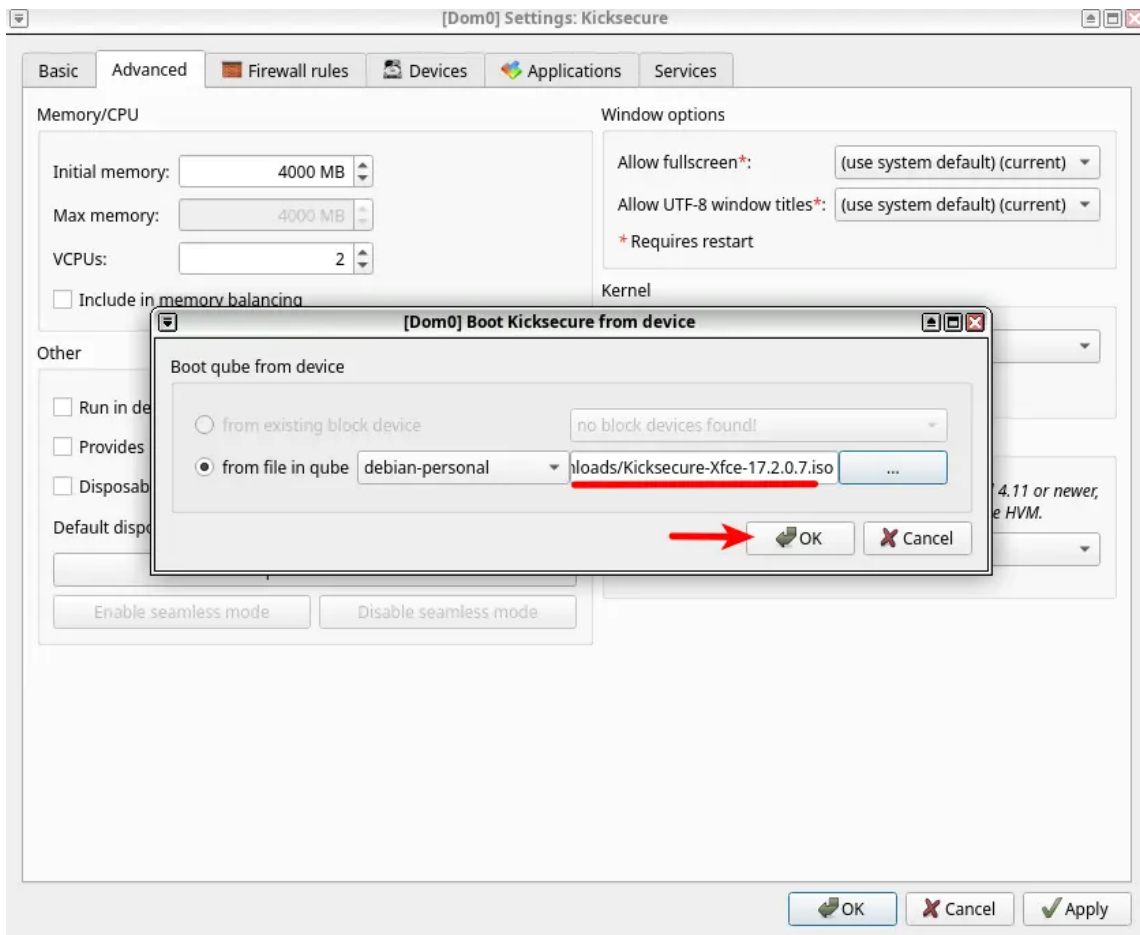 [Dom0] Settings: Kicksecure
Basic Advanced Firewall rules Devices Applications Services
Memory/CPU
Initial memory: 4000 MB
Max memory: 4000 MB
VCPUs: 2
Include in memory balancing
Window options
Allow fullscreen*: (use system default) (current)
Allow UTF-8 window titles*: (use system default) (current)
* Requires restart
Kernel
Other
Run in de
Provides
Disposab
Default dispo
4.11 or newer,
e HVM.
Enable seamless mode Disable seamless mode
[Dom0] Boot Kicksecure from device
Boot qube from device
from existing block device no block devices found!
from file in qube debian-personal loads/Kicksecure-Xfce-17.2.0.7.iso ...
OK Cancel
OK Cancel Apply